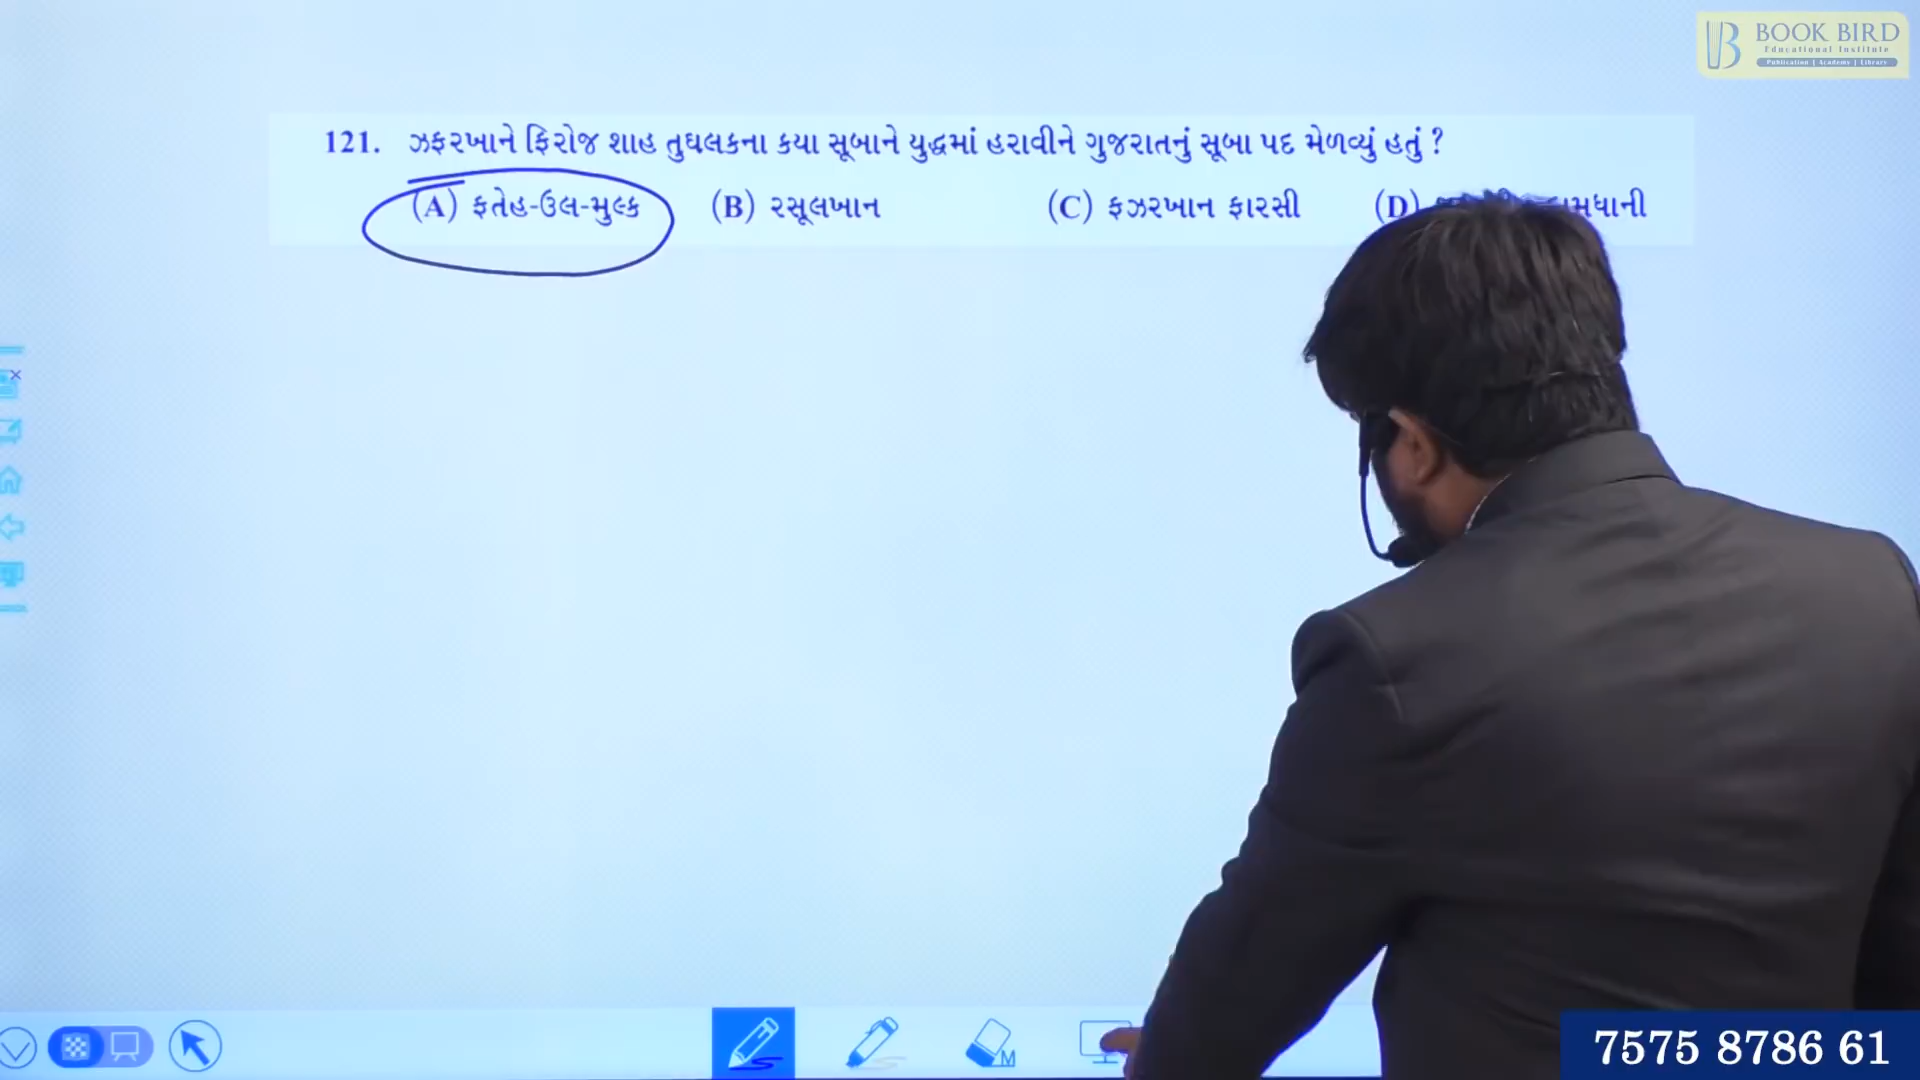 BOOK BIRD
Educational Institute
Publication | Academy | Library
121. ઝફરખાને ફિરોજ શાહ તુઘલકના કયા સૂબાને યુદ્ધમાં હરાવીને ગુજરાતનું સૂબા પદ મેળવ્યું હતું ?
(A) ફતેહ-ઉલ-મુલ્ક (B) રસૂલખાન (C) ફઝરખાન ફારસી (D)
M
7575 8786 61